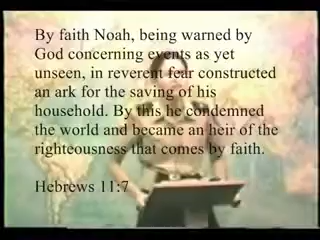 By faith Noah, being warned by
God concerning events as yet
unseen, in reverent fear constructed
an ark for the saving of his
household. By this he condemned
the world and became an heir of the
righteousness that comes by faith.
Hebrews 11:7